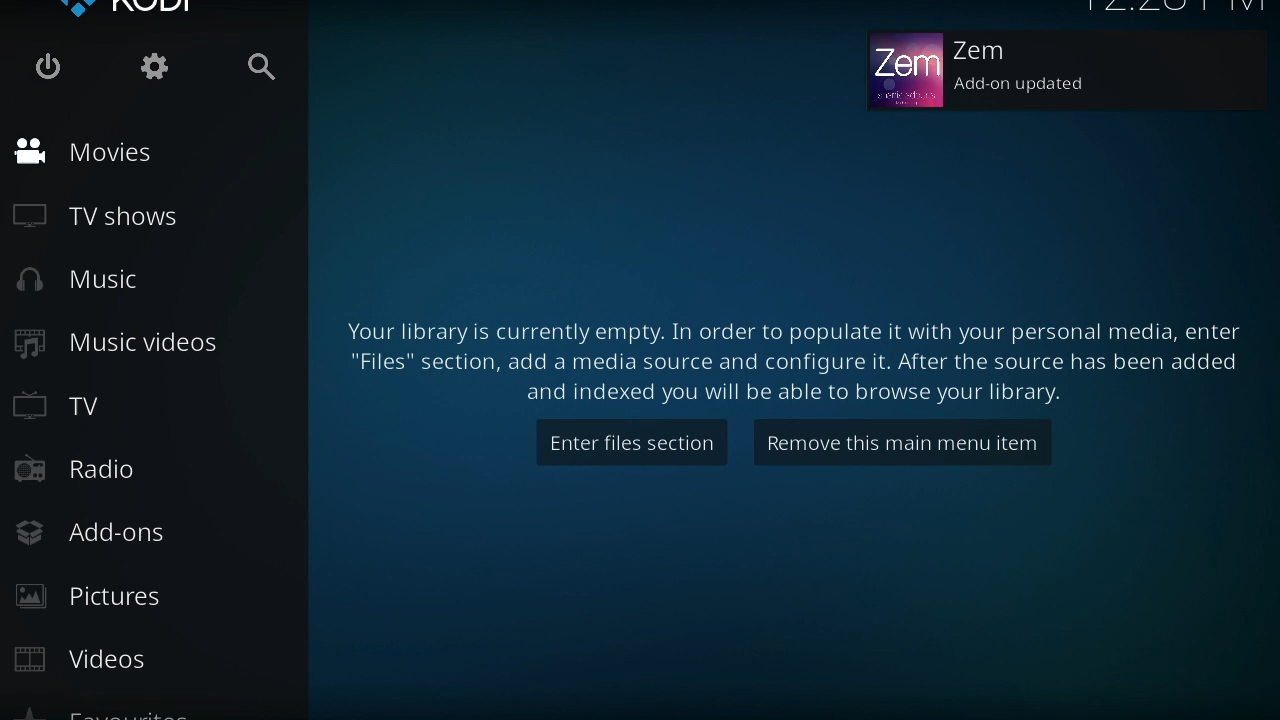 KODI
Zem
Zem
Add-on updated
Movies
TV shows
Music
Music videos
TV
Radio
Add-ons
Pictures
Videos
Favourites
Your library is currently empty. In order to populate it with your personal media, enter
"Files" section, add a media source and configure it. After the source has been added
and indexed you will be able to browse your library.
Enter files section
Remove this main menu item